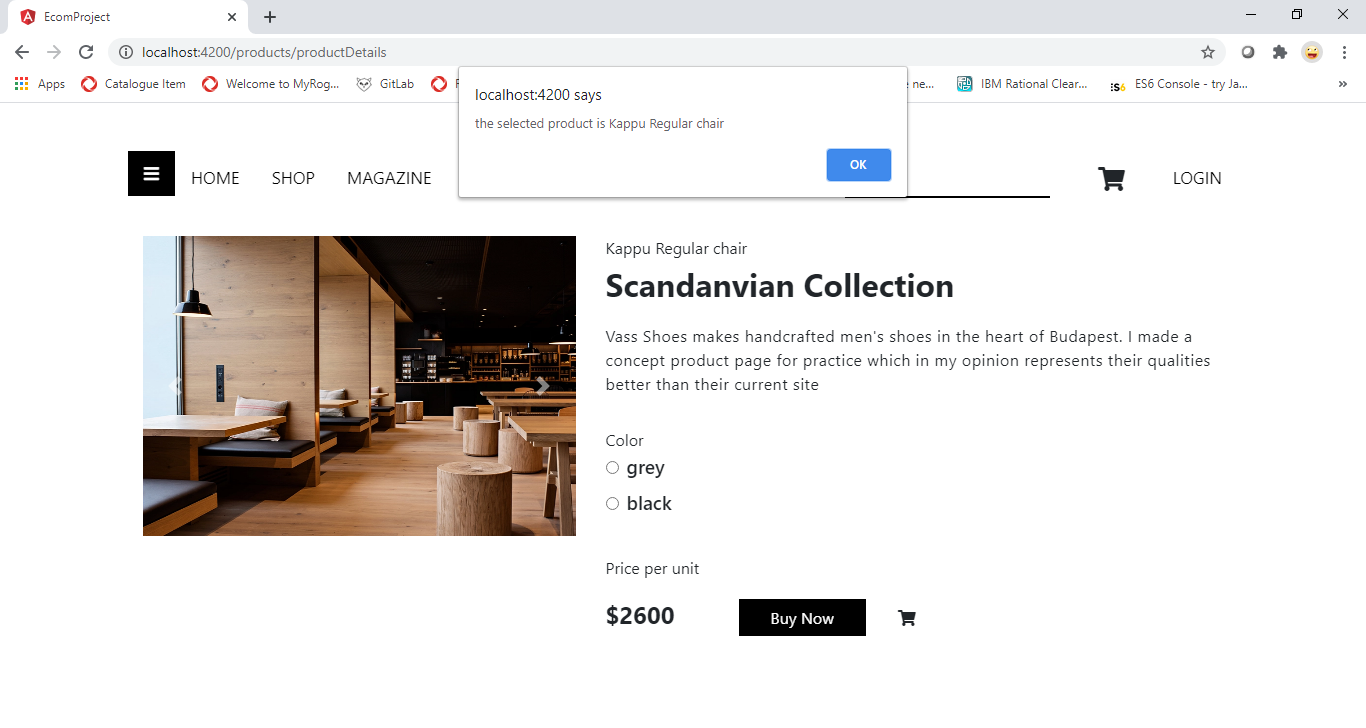 EcomProject
localhost:4200/products/productDetails
Apps Catalogue Item Welcome to MyRog... GitLab ne... IBM Rational Clear... ES6 ES6 Console - try Ja...
localhost:4200 says
the selected product is Kappu Regular chair
OK
HOME SHOP MAGAZINE LOGIN
Kappu Regular chair
Scandanvian Collection
Vass Shoes makes handcrafted men's shoes in the heart of Budapest. I made a
concept product page for practice which in my opinion represents their qualities
better than their current site
Color
grey
black
Price per unit
$2600 Buy Now